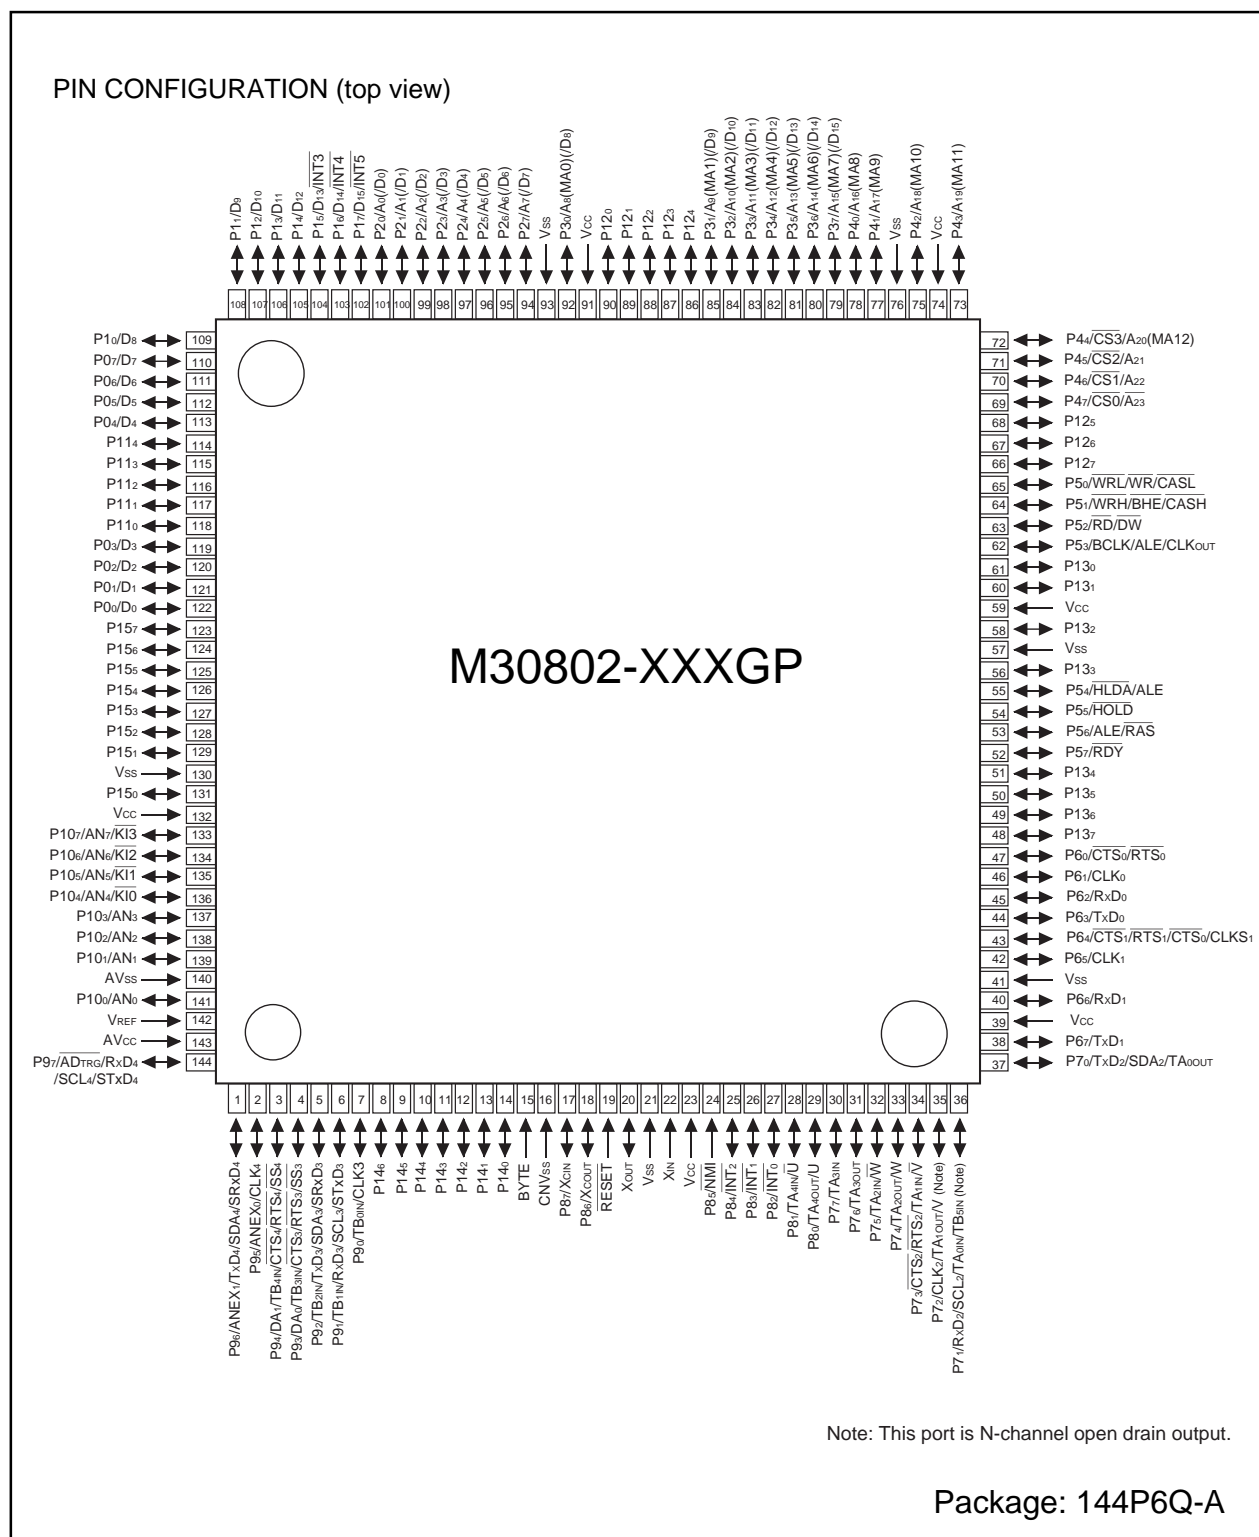 PIN CONFIGURATION (top view)
P11/D9
P12/D10
P13/D11
P14/D12
P15/D13/INT3
P16/D14/INT4
P17/D15/INT5
P20/A0(/D0)
P21/A1(/D1)
P22/A2(/D2)
P23/A3(/D3)
P24/A4(/D4)
P25/A5(/D5)
P26/A6(/D6)
P27/A7(/D7)
Vss
P30/A8(MA0)(/D8)
Vcc
P120
P121
P122
P123
P124
P31/A9(MA1)(/D9)
P32/A10(MA2)(/D10)
P33/A11(MA3)(/D11)
P34/A12(MA4)(/D12)
P35/A13(MA5)(/D13)
P36/A14(MA6)(/D14)
P37/A15(MA7)(/D15)
P40/A16(MA8)
P41/A17(MA9)
Vss
P42/A18(MA10)
Vcc
P43/A19(MA11)
108 107 106 105 104 103 102 101 100 99 98 97 96 95 94 93 92 91 90 89 88 87 86 85 84 83 82 81 80 79 78 77 76 75 74 73
P10/D8 109
P07/D7 110
P06/D6 111
P05/D5 112
P04/D4 113
P114 114
P113 115
P112 116
P111 117
P110 118
P03/D3 119
P02/D2 120
P01/D1 121
P00/D0 122
P157 123
P156 124
P155 125
P154 126
P153 127
P152 128
P151 129
Vss 130
P150 131
Vcc 132
P107/AN7/KI3 133
P106/AN6/KI2 134
P105/AN5/KI1 135
P104/AN4/KI0 136
P103/AN3 137
P102/AN2 138
P101/AN1 139
AVss 140
P100/AN0 141
VREF 142
AVcc 143
P97/ADTRG/RxD4 144
/SCL4/STxD4
M30802-XXXGP
72 P44/CS3/A20(MA12)
71 P45/CS2/A21
70 P46/CS1/A22
69 P47/CS0/A23
68 P125
67 P126
66 P127
65 P50/WRL/WR/CASL
64 P51/WRH/BHE/CASH
63 P52/RD/DW
62 P53/BCLK/ALE/CLKOUT
61 P130
60 P131
59 Vcc
58 P132
57 Vss
56 P133
55 P54/HLDA/ALE
54 P55/HOLD
53 P56/ALE/RAS
52 P57/RDY
51 P134
50 P135
49 P136
48 P137
47 P60/CTS0/RTS0
46 P61/CLK0
45 P62/RxD0
44 P63/TxD0
43 P64/CTS1/RTS1/CTS0/CLKS1
42 P65/CLK1
41 Vss
40 P66/RxD1
39 Vcc
38 P67/TxD1
37 P70/TxD2/SDA2/TA0OUT
1 2 3 4 5 6 7 8 9 10 11 12 13 14 15 16 17 18 19 20 21 22 23 24 25 26 27 28 29 30 31 32 33 34 35 36
P96/ANEX1/TxD4/SDA4/SRxD4
P95/ANEX0/CLK4
P94/DA1/TB4IN/CTS4/RTS4/SS4
P93/DA0/TB3IN/CTS3/RTS3/SS3
P92/TB2IN/TxD3/SDA3/SRxD3
P91/TB1IN/RxD3/SCL3/STxD3
P90/TB0IN/CLK3
P146
P145
P144
P143
P142
P141
P140
BYTE
CNVss
P87/XCIN
P86/XCOUT
RESET
XOUT
Vss
XIN
Vcc
P85/NMI
P84/INT2
P83/INT1
P82/INT0
P81/TA4IN/U
P80/TA4OUT/U
P77/TA3IN
P76/TA3OUT
P75/TA2IN/W
P74/TA2OUT/W
P73/CTS2/RTS2/TA1IN/V
P72/CLK2/TA1OUT/V (Note)
P71/RxD2/SCL2/TA0IN/TB5IN (Note)
Note: This port is N-channel open drain output.
Package: 144P6Q-A